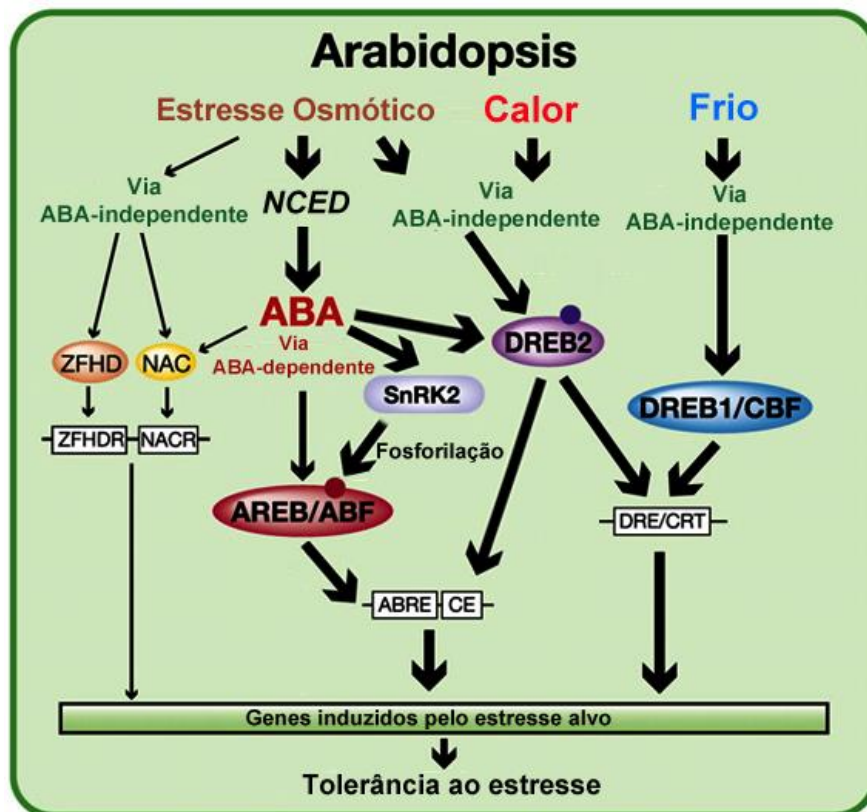 Arabidopsis
Estresse Osmótico
Calor
Frio
Via
ABA-independente
NCED
Via
ABA-independente
Via
ABA-independente
ABA
Via
ABA-dependente
ZFHD
NAC
DREB2
SnRK2
DREB1/CBF
ZFHDR
NACR
Fosforilação
AREB/ABF
DRE/CRT
ABRE
CE
Genes induzidos pelo estresse alvo
Tolerância ao estresse